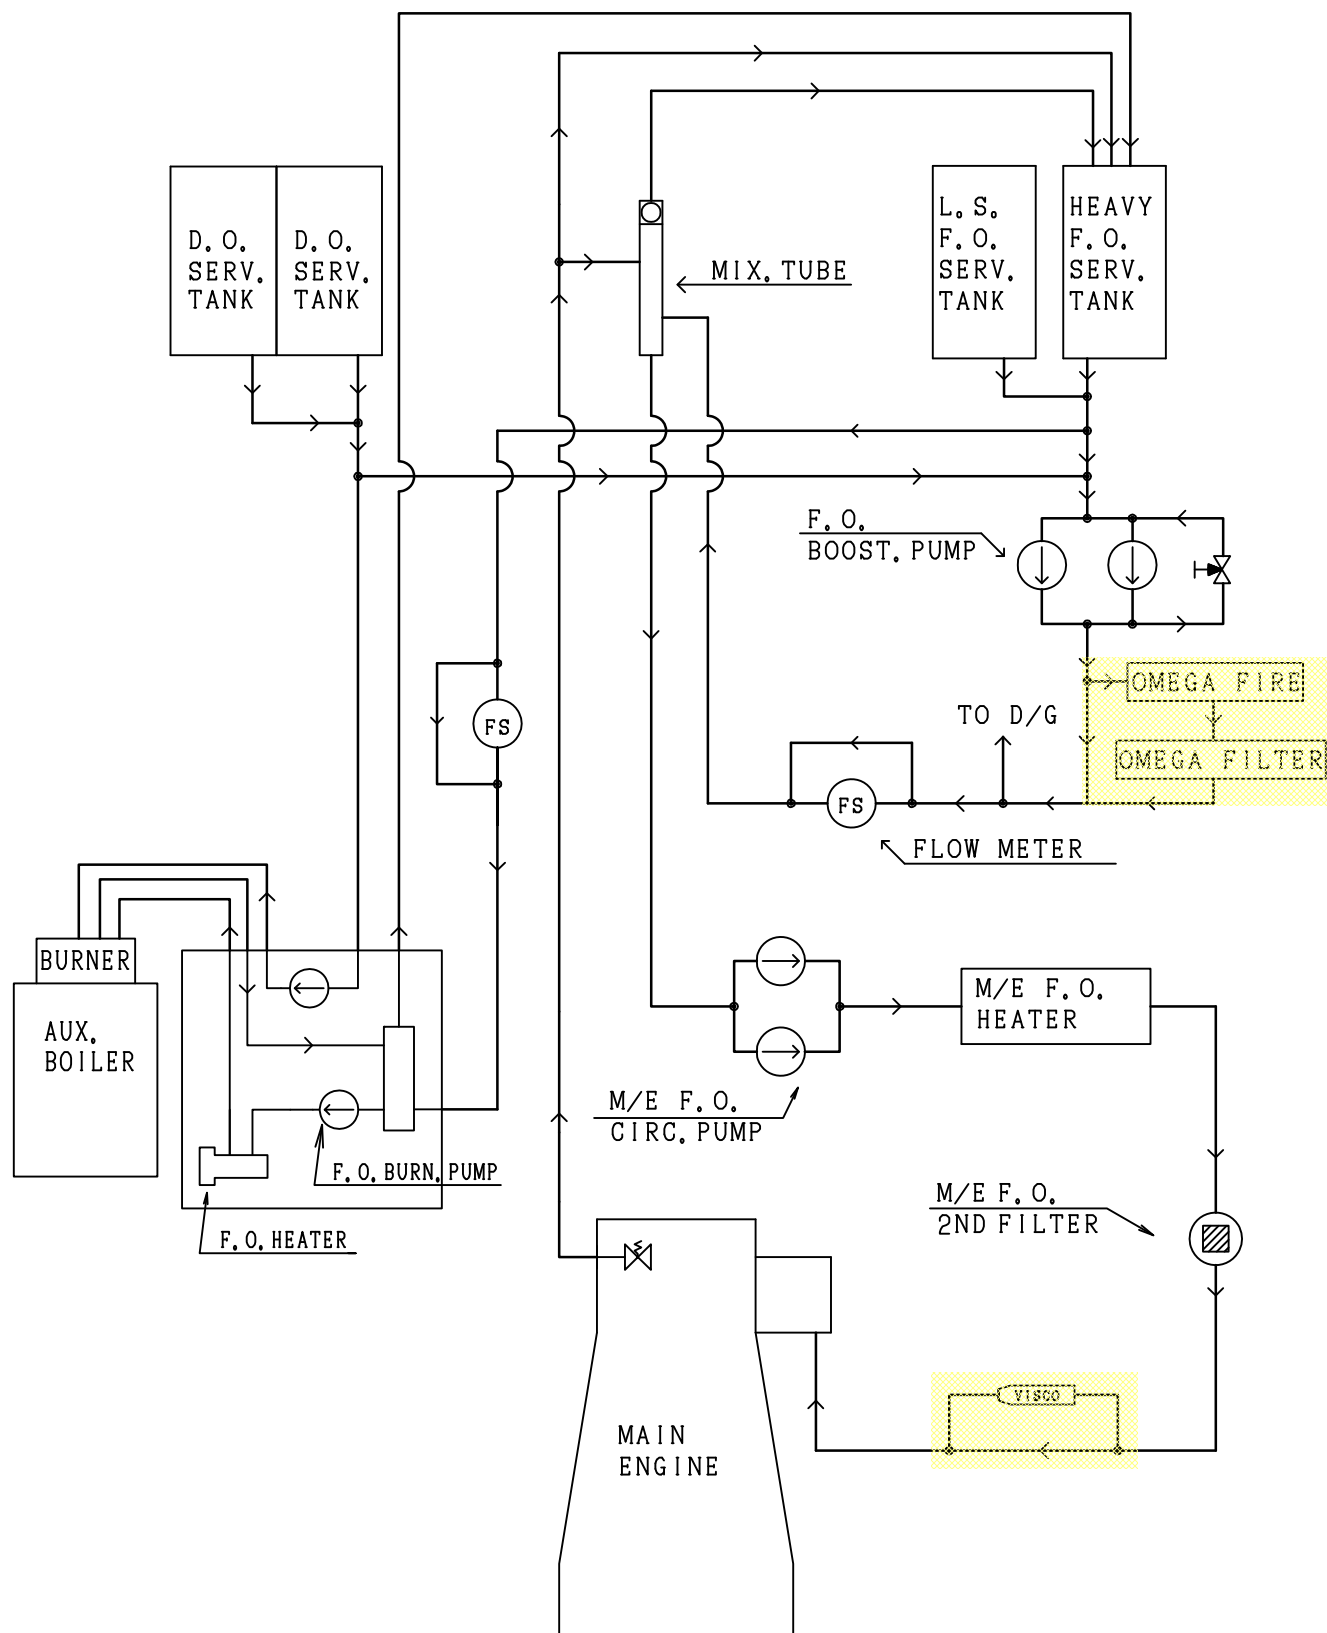 D.O.
SERV.
TANK
D.O.
SERV.
TANK
MIX. TUBE
L.S.
F.O.
SERV.
TANK
HEAVY
F.O.
SERV.
TANK
F.O.
BOOST. PUMP
OMEGA FIRE
OMEGA FILTER
TO D/G
FS
FS
FLOW METER
BURNER
AUX.
BOILER
M/E F.O.
HEATER
M/E F.O.
CIRC. PUMP
F.O. BURN. PUMP
F.O. HEATER
M/E F.O.
2ND FILTER
VISCO
MAIN
ENGINE